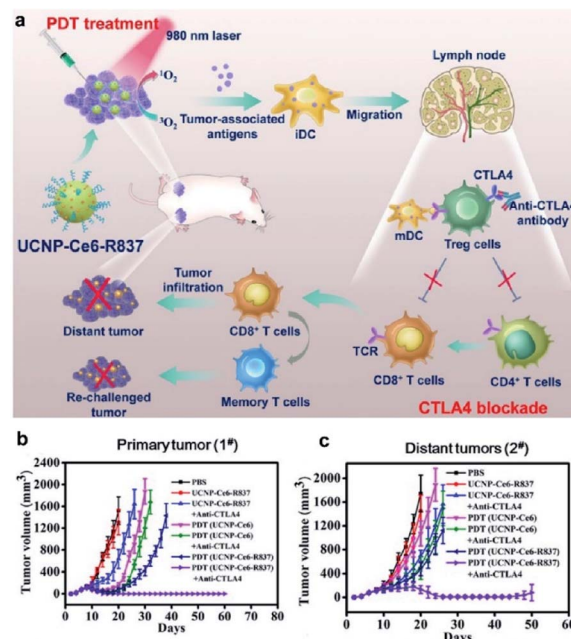 a
PDT treatment
980 nm laser
¹O₂
³O₂
Tumor-associated
antigens
iDC
Migration
Lymph node
UCNP-Ce6-R837
CTLA4
Anti-CTLA4
antibody
mDC
Treg cells
Distant tumor
Tumor
infiltration
CD8⁺ T cells
TCR
CD8⁺ T cells
CD4⁺ T cells
Re-challenged
tumor
Memory T cells
CTLA4 blockade
b
Primary tumor (1#)
Tumor volume (mm³)
2400
2000
1600
1200
800
400
0
0 20 40 60 80
Days
PBS
UCNP-Ce6-R837
UCNP-Ce6-R837
+Anti-CTLA4
PDT (UCNP-Ce6)
PDT (UCNP-Ce6)
+Anti-CTLA4
PDT (UCNP-Ce6-R837)
PDT (UCNP-Ce6-R837)
+Anti-CTLA4
c
Distant tumors (2#)
Tumor volume (mm³)
2000
1600
1200
800
400
0
0 10 20 30 40 50
Days
PBS
UCNP-Ce6-R837
UCNP-Ce6-R837
+Anti-CTLA4
PDT (UCNP-Ce6)
PDT (UCNP-Ce6)
+Anti-CTLA4
PDT (UCNP-Ce6-R837)
PDT (UCNP-Ce6-R837)
+Anti-CTLA4